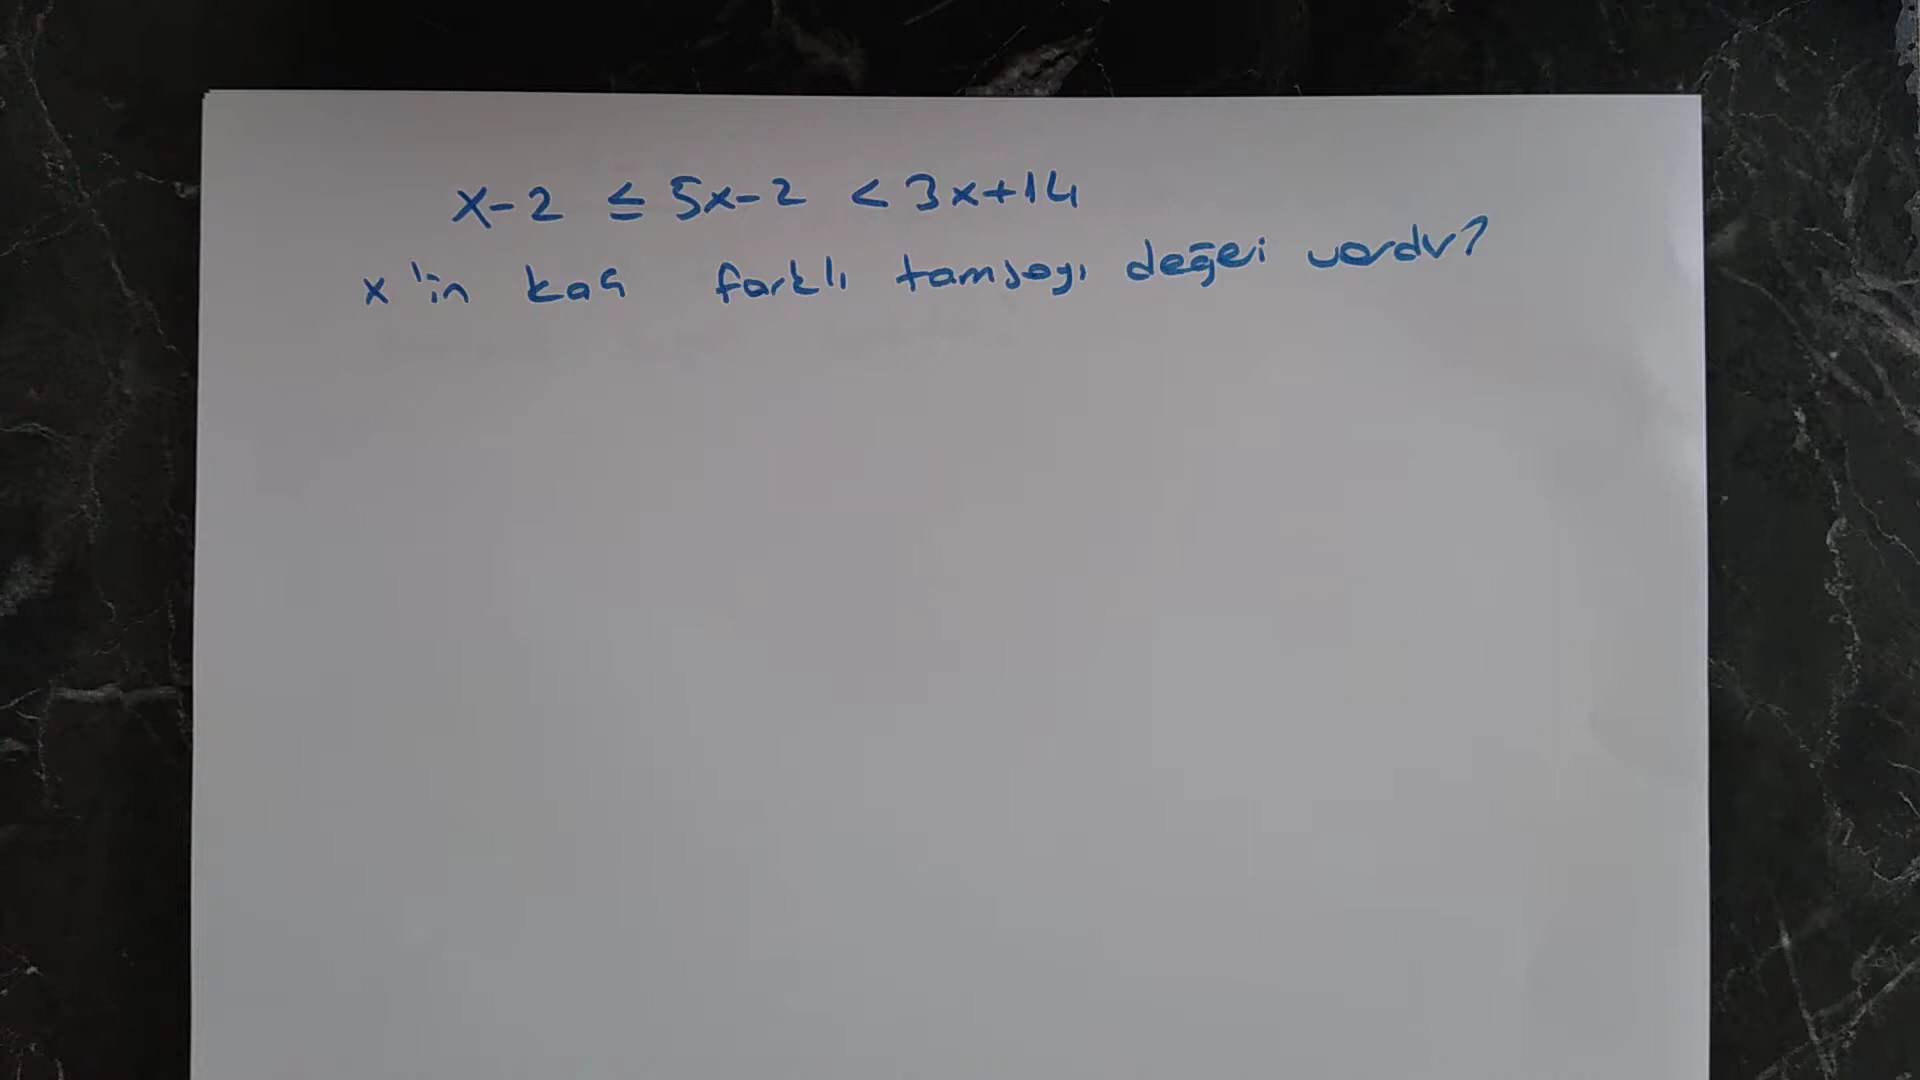 x-2 ≤ 5x-2 < 3x+14
x'in kaç farklı tamsayı değeri vardır?